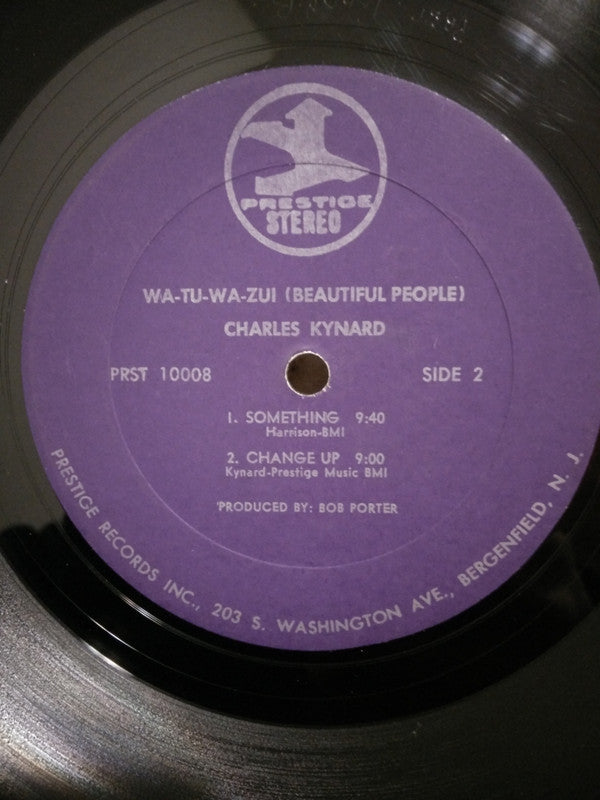 PRESTIGE
STEREO
WA-TU-WA-ZUI (BEAUTIFUL PEOPLE)
CHARLES KYNARD
PRST 10008
SIDE 2
1. SOMETHING 9:40
Harrison-BMI
2. CHANGE UP 9:00
Kynard-Prestige Music BMI
PRODUCED BY: BOB PORTER
PRESTIGE RECORDS INC., 203 S. WASHINGTON AVE., BERGENFIELD, N. J.